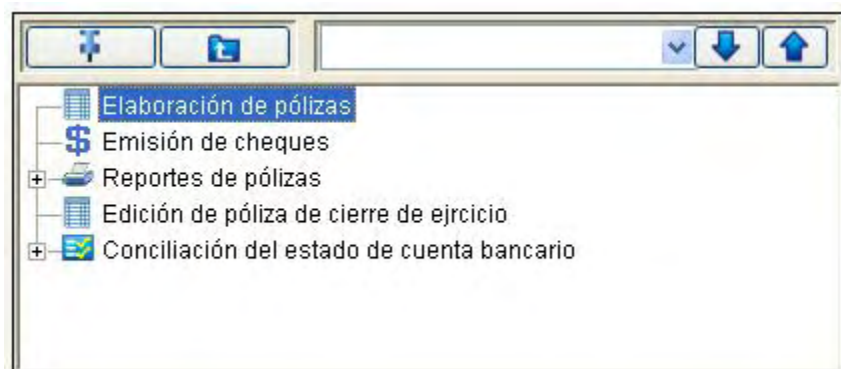 Elaboración de pólizas
Emisión de cheques
Reportes de pólizas
Edición de póliza de cierre de ejrcicio
Conciliación del estado de cuenta bancario